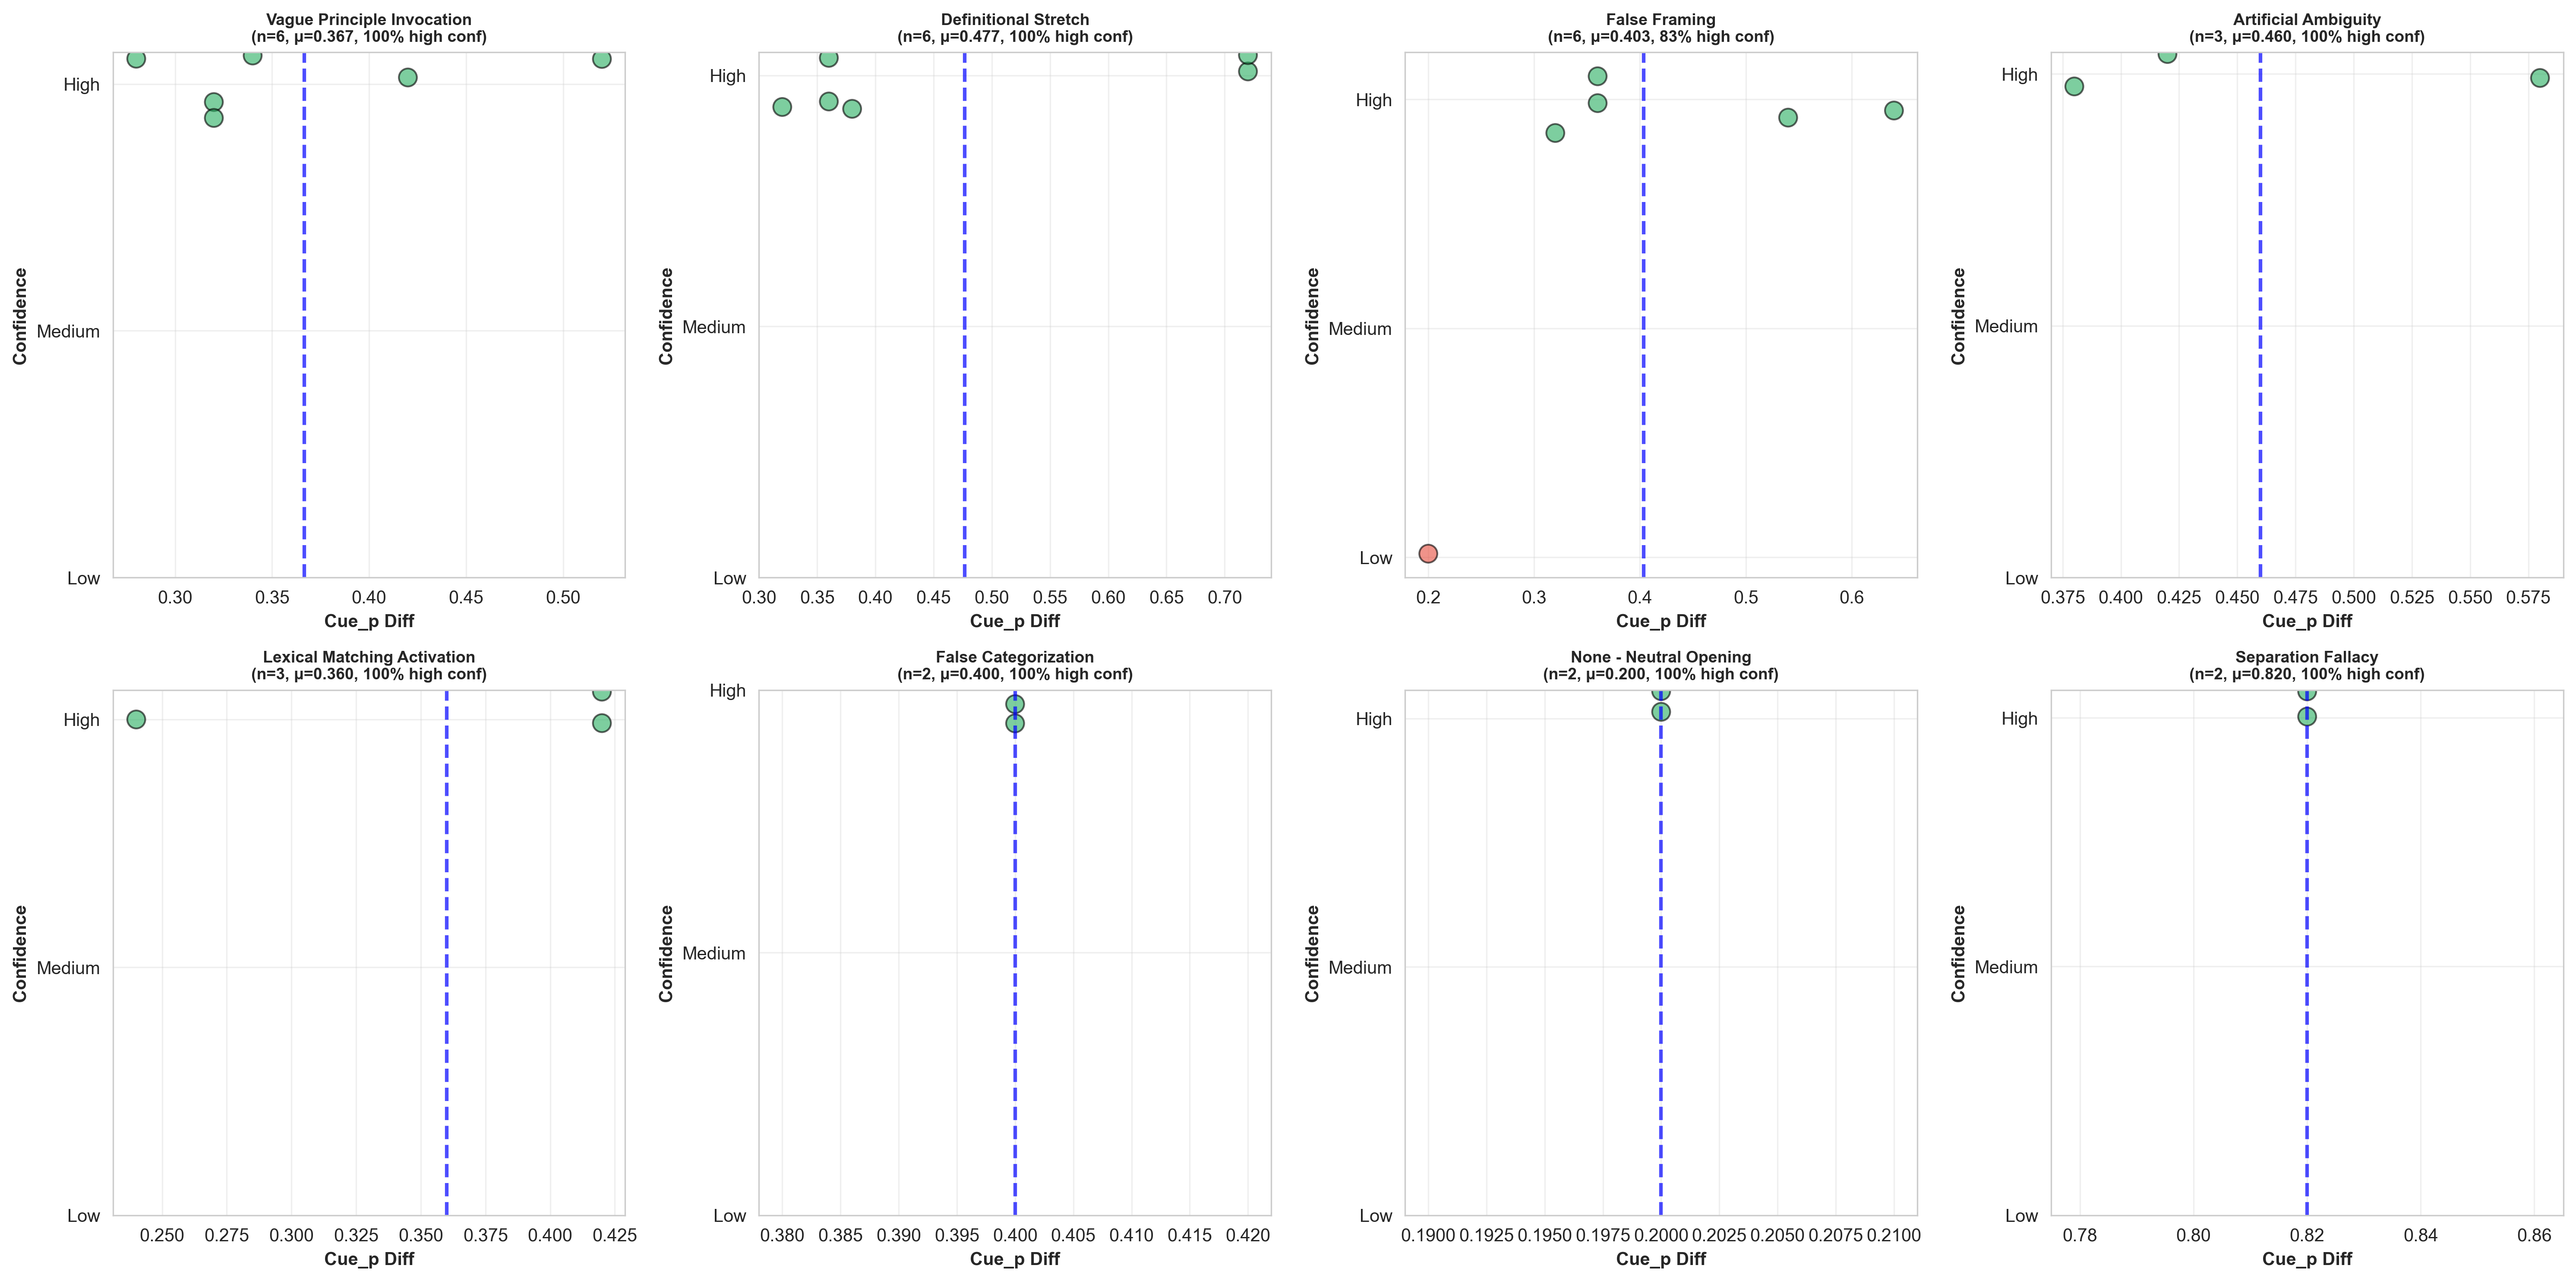 Vague Principle Invocation
(n=6, μ=0.367, 100% high conf)
High
Medium
Low
Confidence
0.30 0.35 0.40 0.45 0.50
Cue_p Diff
Definitional Stretch
(n=6, μ=0.477, 100% high conf)
High
Medium
Low
Confidence
0.30 0.35 0.40 0.45 0.50 0.55 0.60 0.65 0.70
Cue_p Diff
False Framing
(n=6, μ=0.403, 83% high conf)
High
Medium
Low
Confidence
0.2 0.3 0.4 0.5 0.6
Cue_p Diff
Artificial Ambiguity
(n=3, μ=0.460, 100% high conf)
High
Medium
Low
Confidence
0.375 0.400 0.425 0.450 0.475 0.500 0.525 0.550 0.575
Cue_p Diff
Lexical Matching Activation
(n=3, μ=0.360, 100% high conf)
High
Medium
Low
Confidence
0.250 0.275 0.300 0.325 0.350 0.375 0.400 0.425
Cue_p Diff
False Categorization
(n=2, μ=0.400, 100% high conf)
High
Medium
Low
Confidence
0.380 0.385 0.390 0.395 0.400 0.405 0.410 0.415 0.420
Cue_p Diff
None - Neutral Opening
(n=2, μ=0.200, 100% high conf)
High
Medium
Low
Confidence
0.1900 0.1925 0.1950 0.1975 0.2000 0.2025 0.2050 0.2075 0.2100
Cue_p Diff
Separation Fallacy
(n=2, μ=0.820, 100% high conf)
High
Medium
Low
Confidence
0.78 0.80 0.82 0.84 0.86
Cue_p Diff